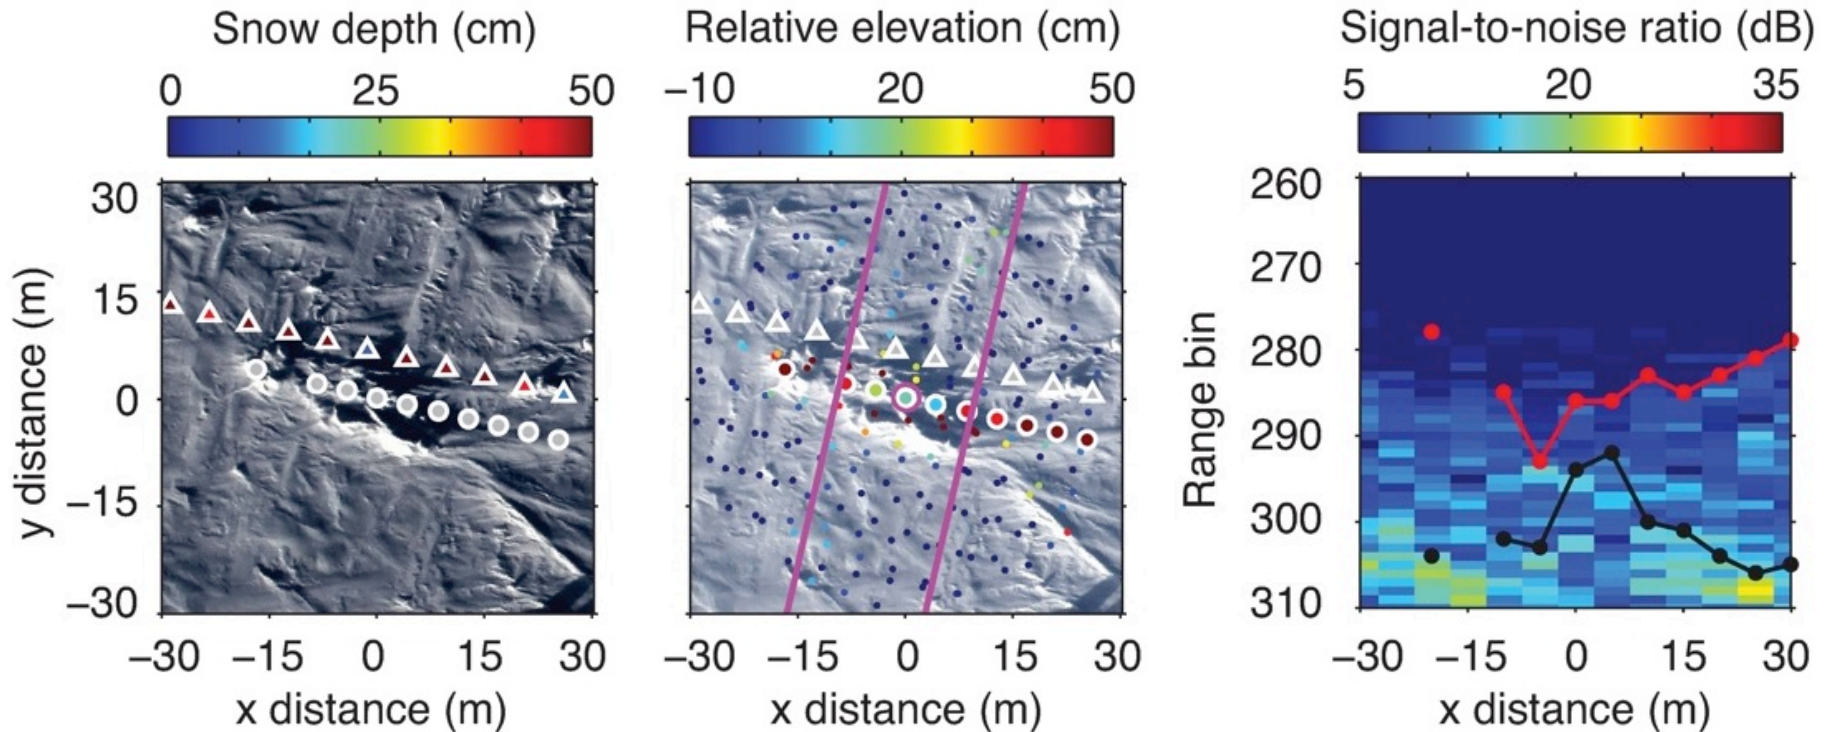 Snow depth (cm)
0 25 50
30
15
0
−15
−30
y distance (m)
−30 −15 0 15 30
x distance (m)
Relative elevation (cm)
−10 20 50
−30 −15 0 15 30
x distance (m)
Signal-to-noise ratio (dB)
5 20 35
260
270
280
290
300
310
Range bin
−30 −15 0 15 30
x distance (m)